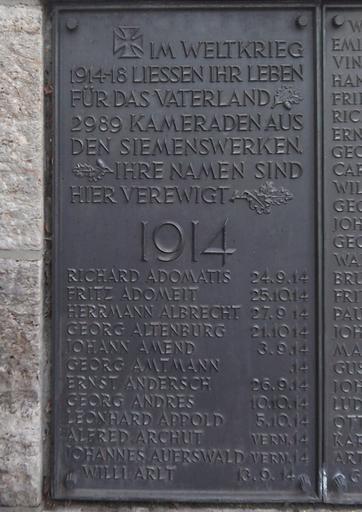 IM WELTKRIEG
1914-18 LIESSEN IHR LEBEN
FÜR DAS VATERLAND
2989 KAMERADEN AUS
DEN SIEMENSWERKEN.
IHRE NAMEN SIND
HIER VEREWIGT
1914
RICHARD ADOMATIS 24.9.14
FRITZ ADOMEIT 25.10.14
HERRMANN ALBRECHT 27.9.14
GEORG ALTENBURG 21.10.14
JOHANN AMEND 3.9.14
GEORG AMTMANN .14
ERNST ANDERSCH 26.9.14
GEORG ANDRES 10.10.14
LEONHARD APPOLD 5.10.14
ALFRED ARCHUT VERM.14
JOHANNES AUERSWALD VERM.14
WILLI ARLT 13.9.14